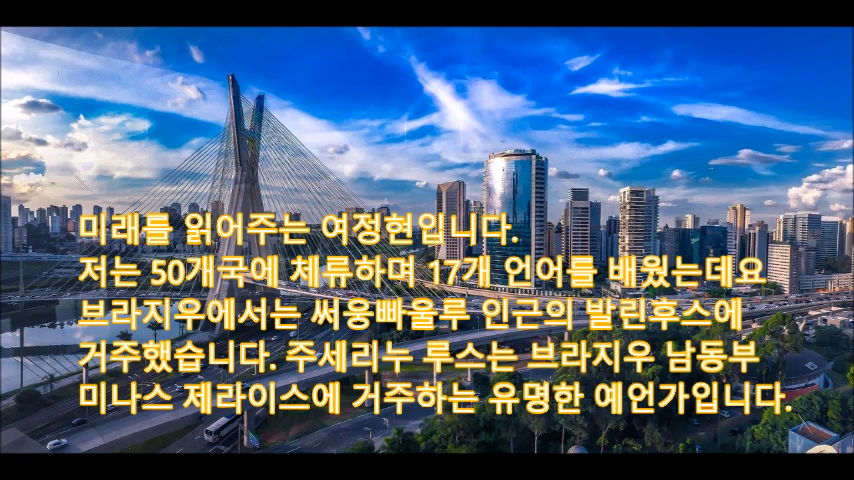 미래를 읽어주는 여정현입니다.
저는 50개국에 체류하며 17개 언어를 배웠는데요
브라지우에서는 써웅빠울루 인근의 발린후스에
거주했습니다. 주세리누 루스는 브라지우 남동부
미나스 제라이스에 거주하는 유명한 예언가입니다.